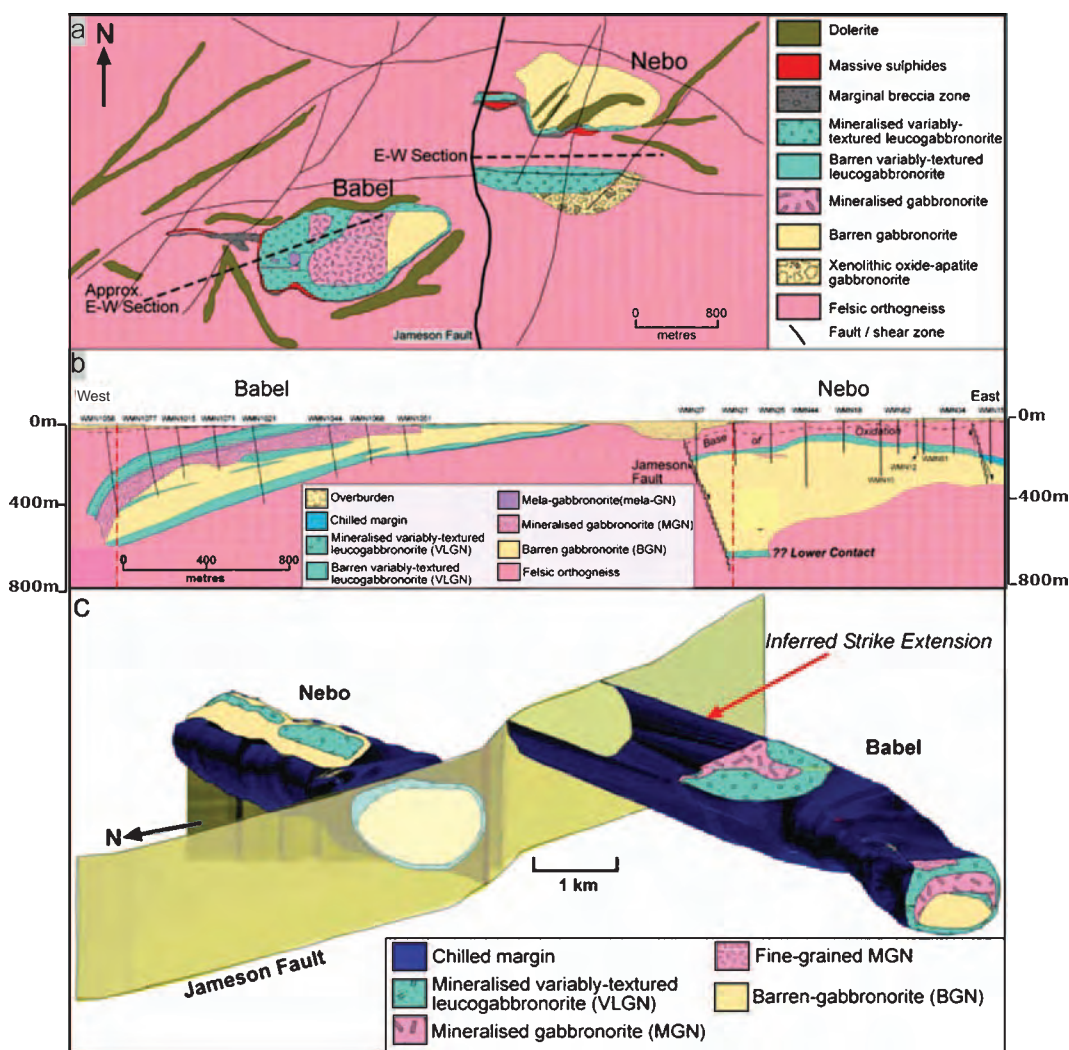 a
N
Nebo
E-W Section
Babel
Approx.
E-W Section
Jameson Fault
0 800
metres
Dolerite
Massive sulphides
Marginal breccia zone
Mineralised variably-
textured leucogabbronorite
Barren variably-textured
leucogabbronorite
Mineralised gabbronorite
Barren gabbronorite
Xenolithic oxide-apatite
gabbronorite
Felsic orthogneiss
Fault / shear zone
b
West
Babel
Nebo
East
0m
400m
800m
0m
400m
800m
Base of Oxidation
Jameson
Fault
?? Lower Contact
0 400 800
metres
Overburden
Chilled margin
Mineralised variably-textured
leucogabbronorite (VLGN)
Barren variably-textured
leucogabbronorite (VLGN)
Mela-gabbronorite(mela-GN)
Mineralised gabbronorite (MGN)
Barren gabbronorite (BGN)
Felsic orthogneiss
C
Inferred Strike Extension
Nebo
Babel
N
1 km
Jameson Fault
Chilled margin
Mineralised variably-textured
leucogabbronorite (VLGN)
Mineralised gabbronorite (MGN)
Fine-grained MGN
Barren-gabbronorite (BGN)